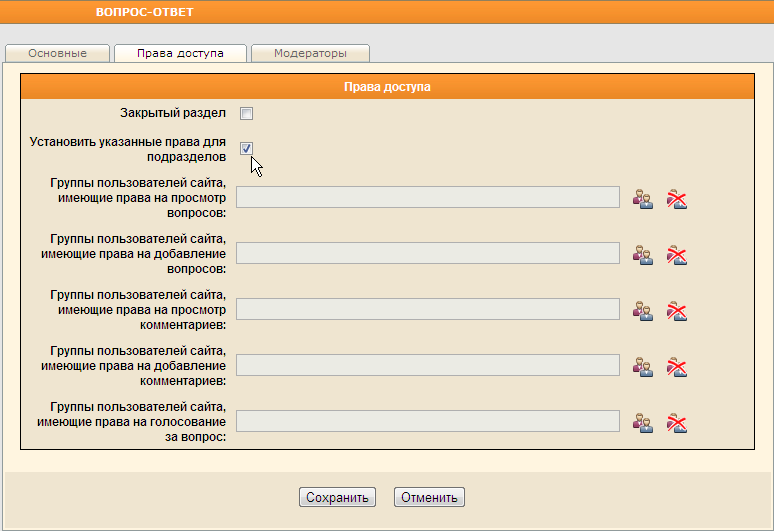 ВОПРОС-ОТВЕТ
Основные
Права доступа
Модераторы
Права доступа
Закрытый раздел
Установить указанные права для
подразделов
Группы пользователей сайта,
имеющие права на просмотр
вопросов:
Группы пользователей сайта,
имеющие права на добавление
вопросов:
Группы пользователей сайта,
имеющие права на просмотр
комментариев:
Группы пользователей сайта,
имеющие права на добавление
комментариев:
Группы пользователей сайта,
имеющие права на голосование
за вопрос:
Сохранить
Отменить